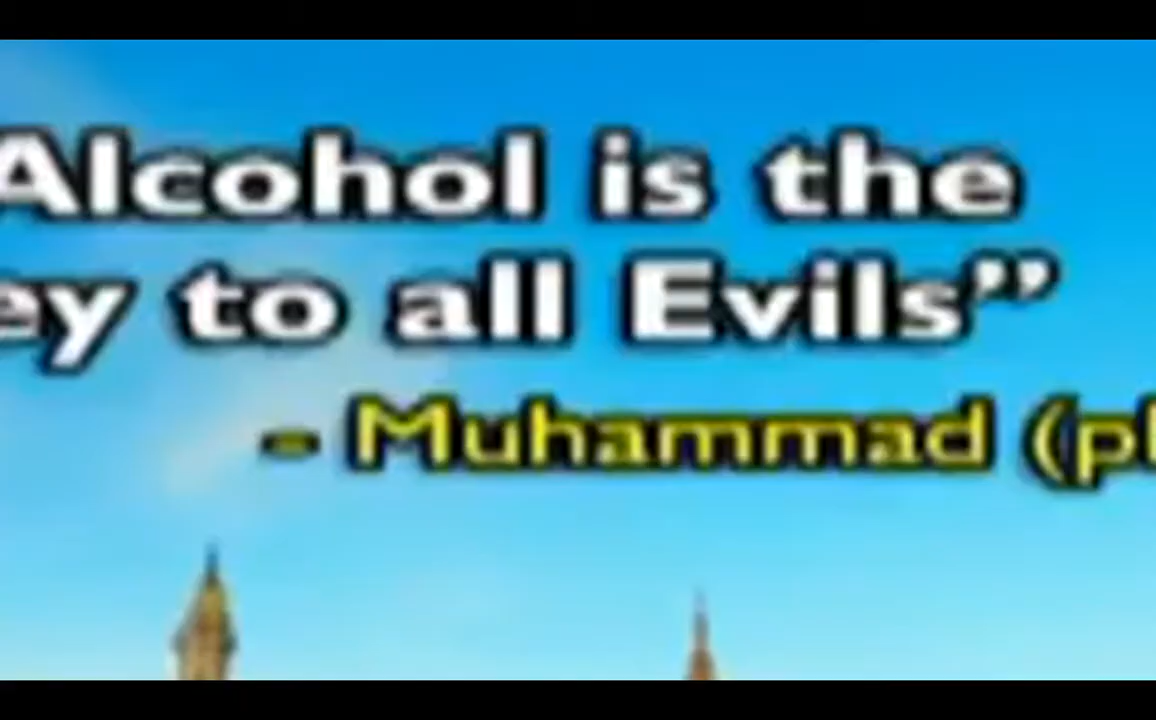 Alcohol is the
ey to all Evils”
- Muhammad (p